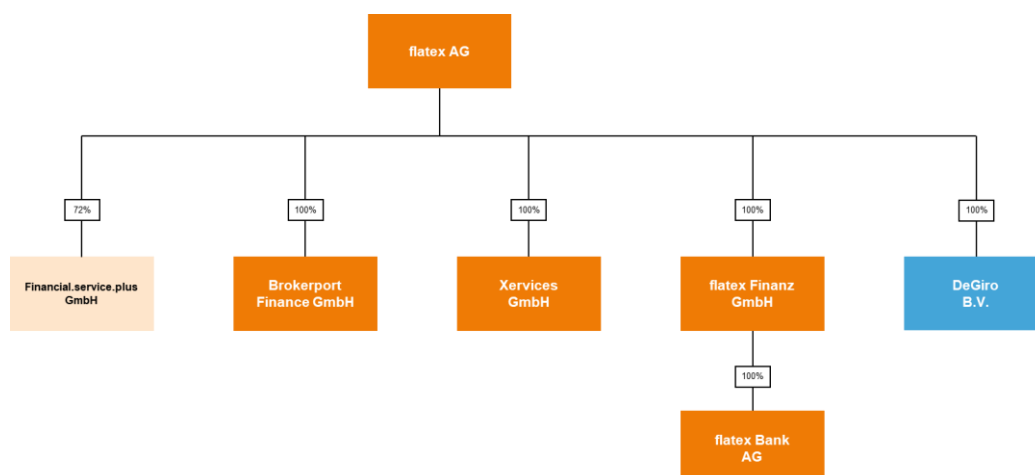 flatex AG
72%
100%
100%
100%
100%
Financial.service.plus
GmbH
Brokerport
Finance GmbH
Xervices
GmbH
flatex Finanz
GmbH
DeGiro
B.V.
100%
flatex Bank
AG